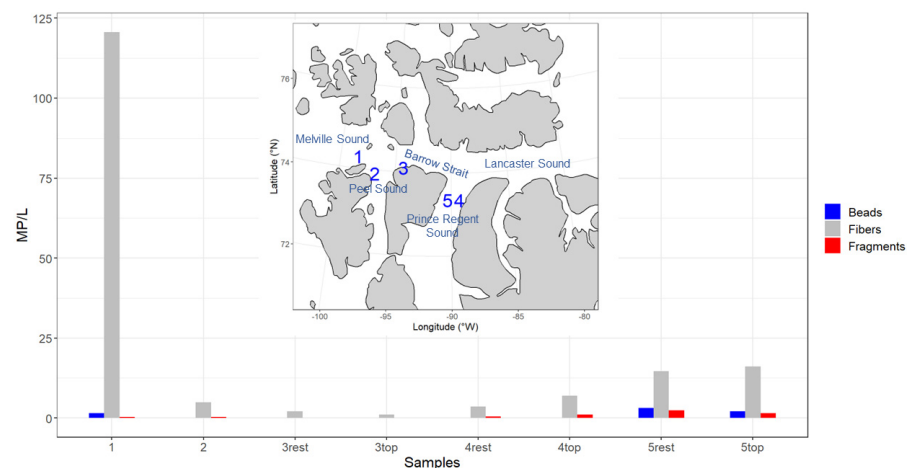 125
100
75
50
25
0
MP/L
76
74
72
Latitude (°N)
Melville Sound
1
2
3
Barrow Strait
Lancaster Sound
Peel Sound
54
Prince Regent
Sound
-100 -95 -90 -85 -80 -79
Longitude (°W)
Beads
Fibers
Fragments
1 2 3rest 3top 4rest 4top 5rest 5top
Samples